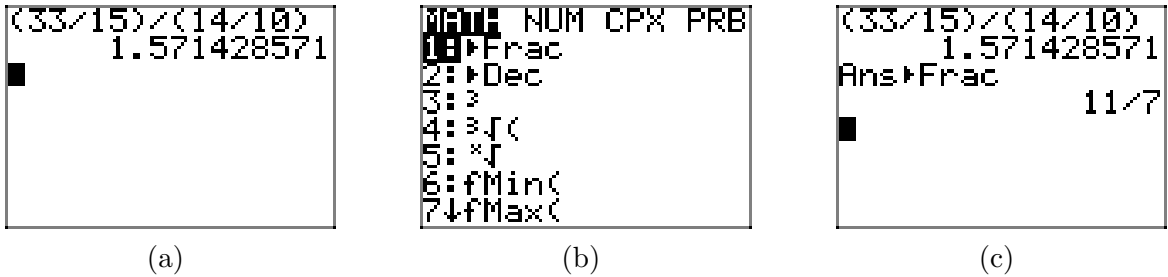 (33/15)/(14/10)
1.571428571
(a)
MATH NUM CPX PRB
1:▸Frac
2:▸Dec
3:³
4:³√(
5:ˣ√
6:fMin(
7↓fMax(
(b)
(33/15)/(14/10)
1.571428571
Ans▸Frac
11/7
(c)